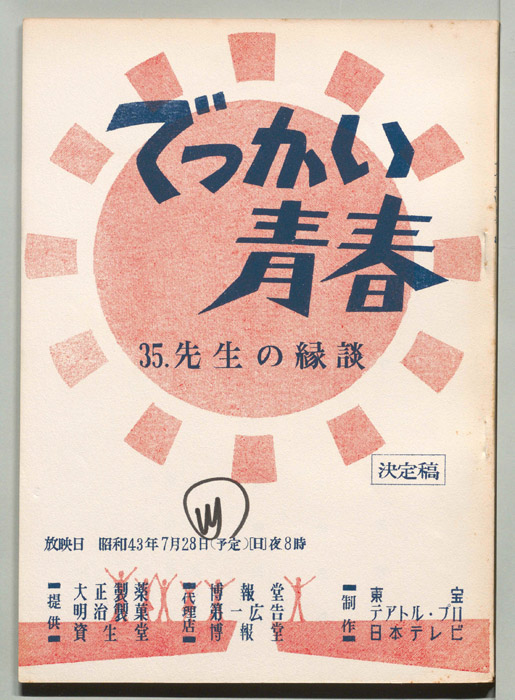 でっかい
青春
35.先生の縁談
決定稿
放映日 昭和43年7月28日(予定)[日]夜8時
提供
大正製薬
明治製菓
資生堂
代理店
博報堂
第一広告
博報堂
制作
東宝
テアトル・プロ
日本テレビ